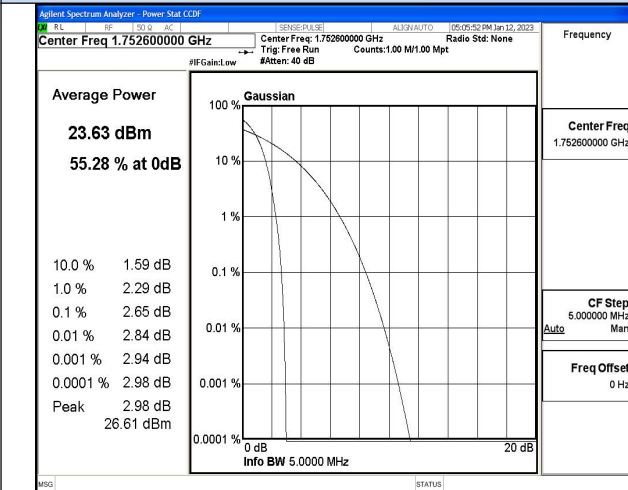 Agilent Spectrum Analyzer - Power Stat CCDF
LXI RL RF 50 Ω AC SENSE:PULSE ALIGN AUTO 05:05:52 PM Jan 12, 2023
Center Freq 1.752600000 GHz
Center Freq: 1.752600000 GHz Radio Std: None
Trig: Free Run Counts:1.00 M/1.00 Mpt
#IFGain:Low #Atten: 40 dB
Frequency
Average Power
23.63 dBm
55.28 % at 0dB
10.0 % 1.59 dB
1.0 % 2.29 dB
0.1 % 2.65 dB
0.01 % 2.84 dB
0.001 % 2.94 dB
0.0001 % 2.98 dB
Peak 2.98 dB
26.61 dBm
Gaussian
100 %
10 %
1 %
0.1 %
0.01 %
0.001 %
0.0001 %
0 dB 20 dB
Info BW 5.0000 MHz
Center Freq
1.752600000 GHz
CF Step
5.000000 MHz
Auto Man
Freq Offset
0 Hz
MSG STATUS